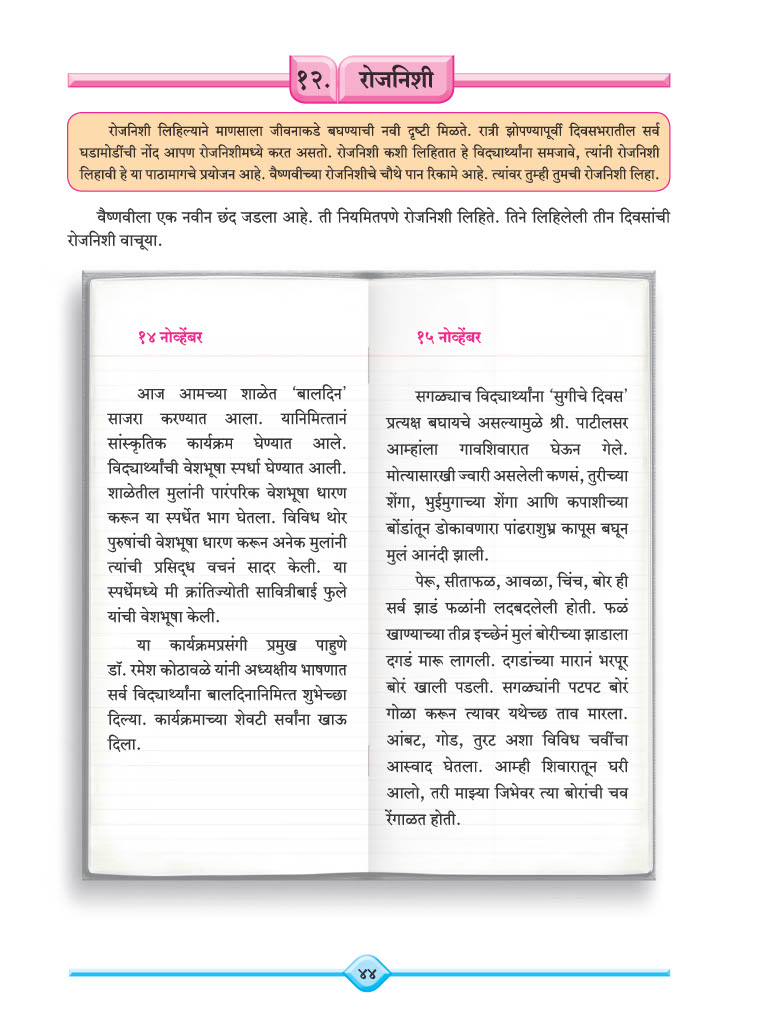 १२. रोजनिशी
रोजनिशी लिहिल्याने माणसाला जीवनाकडे बघण्याची नवी दृष्टी मिळते. रात्री झोपण्यापूर्वी दिवसभरातील सर्व
घडामोडींची नोंद आपण रोजनिशीमध्ये करत असतो. रोजनिशी कशी लिहितात हे विद्यार्थ्यांना समजावे, त्यांनी रोजनिशी
लिहावी हे या पाठामागचे प्रयोजन आहे. वैष्णवीच्या रोजनिशीचे चौथे पान रिकामे आहे. त्यांवर तुम्ही तुमची रोजनिशी लिहा.
वैष्णवीला एक नवीन छंद जडला आहे. ती नियमितपणे रोजनिशी लिहिते. तिने लिहिलेली तीन दिवसांची
रोजनिशी वाचूया.
१४ नोव्हेंबर
आज आमच्या शाळेत ‘बालदिन’
साजरा करण्यात आला. यानिमित्तानं
सांस्कृतिक कार्यक्रम घेण्यात आले.
विद्यार्थ्यांची वेशभूषा स्पर्धा घेण्यात आली.
शाळेतील मुलांनी पारंपरिक वेशभूषा धारण
करून या स्पर्धेत भाग घेतला. विविध थोर
पुरुषांची वेशभूषा धारण करून अनेक मुलांनी
त्यांची प्रसिद्ध वचनं सादर केली. या
स्पर्धेमध्ये मी क्रांतिज्योती सावित्रीबाई फुले
यांची वेशभूषा केली.
या कार्यक्रमप्रसंगी प्रमुख पाहुणे
डॉ. रमेश कोठावळे यांनी अध्यक्षीय भाषणात
सर्व विद्यार्थ्यांना बालदिनानिमित्त शुभेच्छा
दिल्या. कार्यक्रमाच्या शेवटी सर्वांना खाऊ
दिला.
१५ नोव्हेंबर
सगळ्याच विद्यार्थ्यांना ‘सुगीचे दिवस’
प्रत्यक्ष बघायचे असल्यामुळे श्री. पाटीलसर
आम्हांला गावशिवारात घेऊन गेले.
मोत्यासारखी ज्वारी असलेली कणसं, तुरीच्या
शेंगा, भुईमुगाच्या शेंगा आणि कपाशीच्या
बोंडांतून डोकावणारा पांढराशुभ्र कापूस बघून
मुलं आनंदी झाली.
पेरू, सीताफळ, आवळा, चिंच, बोर ही
सर्व झाडं फळांनी लदबदलेली होती. फळं
खाण्याच्या तीव्र इच्छेनं मुलं बोरीच्या झाडाला
दगडं मारू लागली. दगडांच्या मारानं भरपूर
बोरं खाली पडली. सगळ्यांनी पटपट बोरं
गोळा करून त्यावर यथेच्छ ताव मारला.
आंबट, गोड, तुरट अशा विविध चवींचा
आस्वाद घेतला. आम्ही शिवारातून घरी
आलो, तरी माझ्या जिभेवर त्या बोरांची चव
रेंगाळत होती.
४४